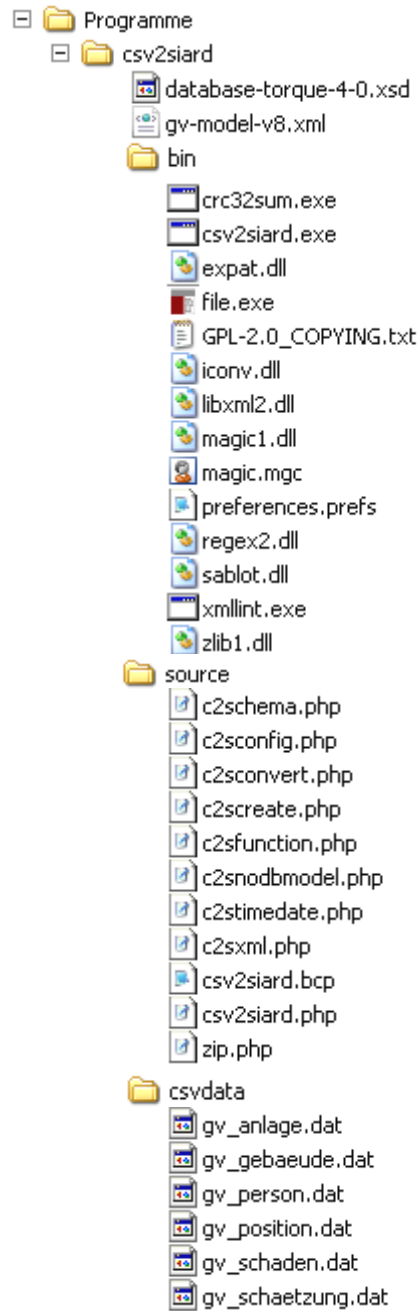 Programme
csv2siard
database-torque-4-0.xsd
gv-model-v8.xml
bin
crc32sum.exe
csv2siard.exe
expat.dll
file.exe
GPL-2.0_COPYING.txt
iconv.dll
libxml2.dll
magic1.dll
magic.mgc
preferences.prefs
regex2.dll
sablot.dll
xmllint.exe
zlib1.dll
source
c2schema.php
c2sconfig.php
c2sconvert.php
c2screate.php
c2sfunction.php
c2snodbmodel.php
c2stimedate.php
c2sxml.php
csv2siard.bcp
csv2siard.php
zip.php
csvdata
gv_anlage.dat
gv_gebaeude.dat
gv_person.dat
gv_position.dat
gv_schaden.dat
gv_schaetzung.dat